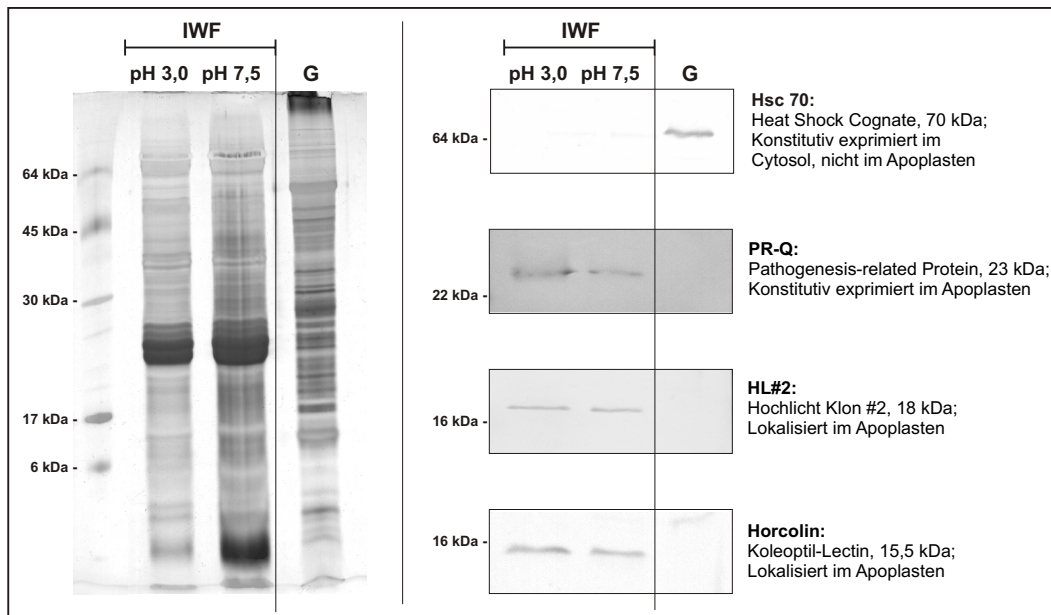 IWF
pH 3,0 pH 7,5 G
64 kDa -
45 kDa -
30 kDa -
17 kDa -
6 kDa -
IWF
pH 3,0 pH 7,5 G
64 kDa -
Hsc 70:
Heat Shock Cognate, 70 kDa;
Konstitutiv exprimiert im
Cytosol, nicht im Apoplasten
22 kDa -
PR-Q:
Pathogenesis-related Protein, 23 kDa;
Konstitutiv exprimiert im Apoplasten
16 kDa -
HL#2:
Hochlicht Klon #2, 18 kDa;
Lokalisiert im Apoplasten
16 kDa -
Horcolin:
Koleoptil-Lectin, 15,5 kDa;
Lokalisiert im Apoplasten